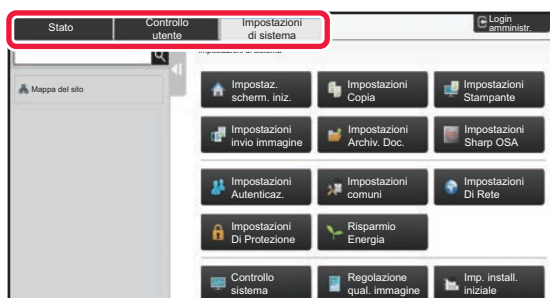 Stato
Controllo
utente
Impostazioni
di sistema
Login
amministr.
Impostazioni di sistema
Mappa del sito
Impostaz.
scherm. iniz.
Impostazioni
Copia
Impostazioni
Stampante
Impostazioni
invio immagine
Impostazioni
Archiv. Doc.
Impostazioni
Sharp OSA
Impostazioni
Autenticaz.
Impostazioni
comuni
Impostazioni
Di Rete
Impostazioni
Di Protezione
Risparmio
Energia
Controllo
sistema
Regolazione
qual. immagine
Imp. install.
iniziale